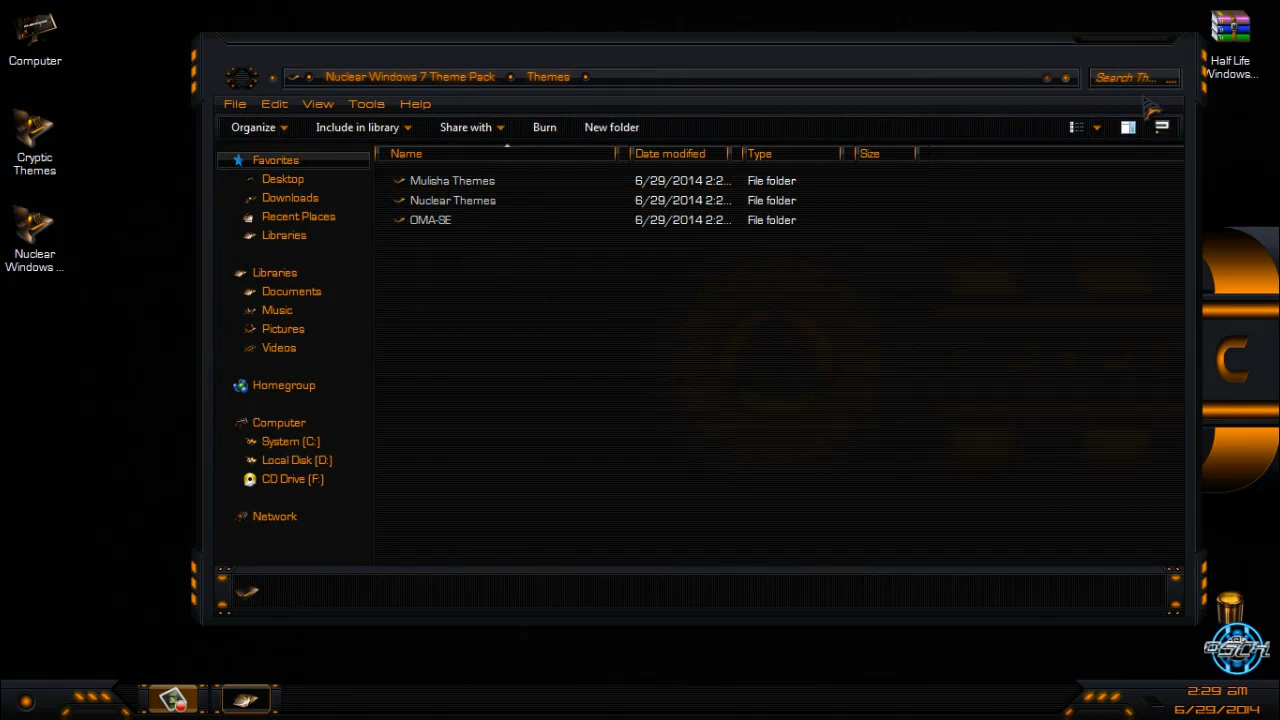 Computer
Cryptic
Themes
Nuclear
Windows ...
Half Life
Windows...
Nuclear Windows 7 Theme Pack Themes
Search Th...
File Edit View Tools Help
Organize Include in library Share with Burn New folder
Name Date modified Type Size
Mulisha Themes 6/29/2014 2:2... File folder
Nuclear Themes 6/29/2014 2:2... File folder
OMA-SE 6/29/2014 2:2... File folder
Favorites
Desktop
Downloads
Recent Places
Libraries
Libraries
Documents
Music
Pictures
Videos
Homegroup
Computer
System (C:)
Local Disk (D:)
CD Drive (F:)
Network
2:29 am
6/29/2014